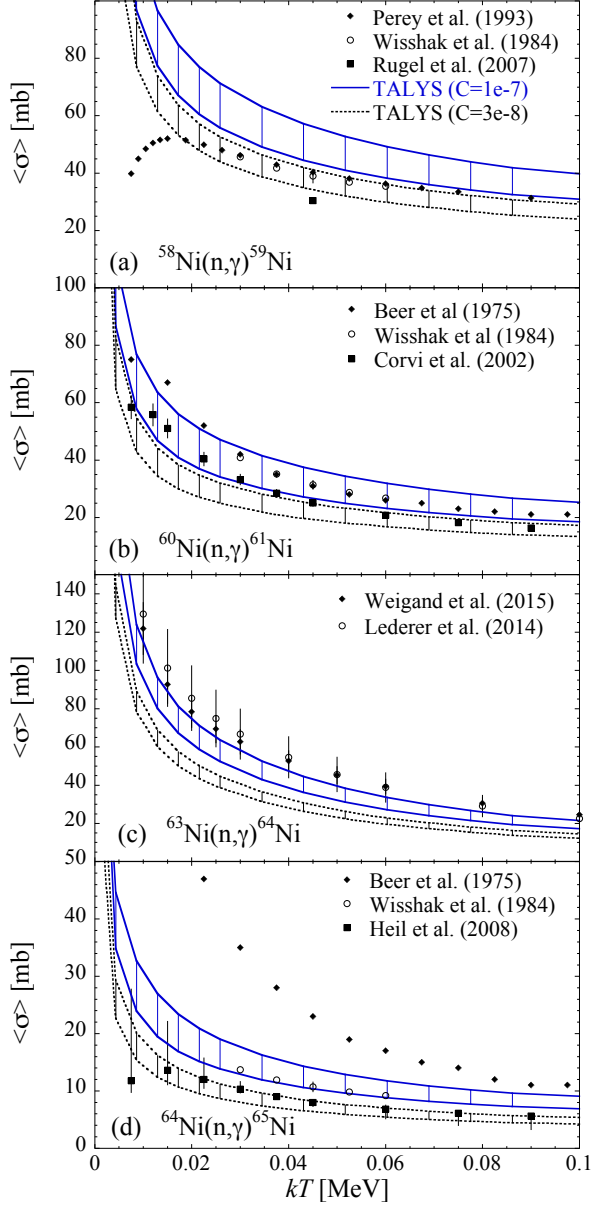 100
80
60
40
20
<σ> [mb]
Perey et al. (1993)
Wisshak et al. (1984)
Rugel et al. (2007)
TALYS (C=1e-7)
TALYS (C=3e-8)
(a) ⁵⁸Ni(n,γ)⁵⁹Ni
100
80
60
40
20
<σ> [mb]
Beer et al (1975)
Wisshak et al (1984)
Corvi et al. (2002)
(b) ⁶⁰Ni(n,γ)⁶¹Ni
140
120
100
80
60
40
20
<σ> [mb]
Weigand et al. (2015)
Lederer et al. (2014)
(c) ⁶³Ni(n,γ)⁶⁴Ni
50
40
30
20
10
0
<σ> [mb]
Beer et al. (1975)
Wisshak et al. (1984)
Heil et al. (2008)
(d) ⁶⁴Ni(n,γ)⁶⁵Ni
0 0.02 0.04 0.06 0.08 0.1
kT [MeV]